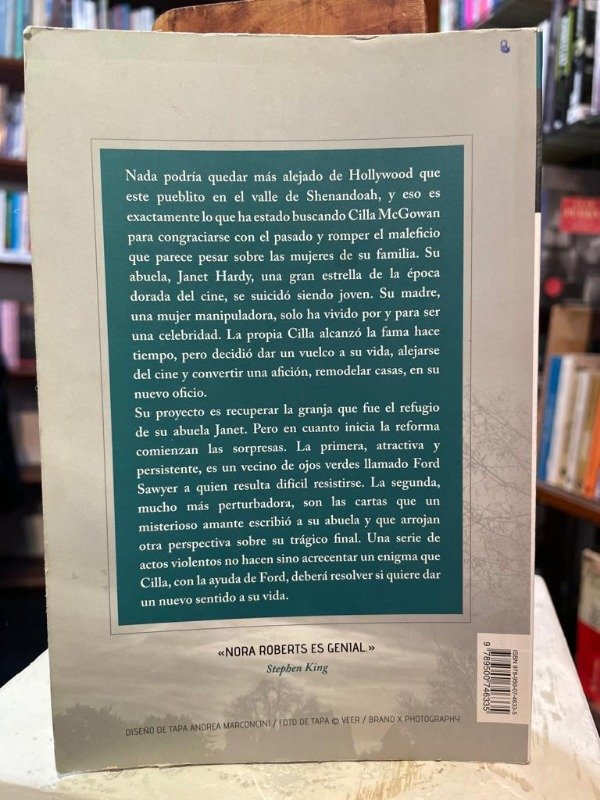 Nada podría quedar más alejado de Hollywood que
este pueblito en el valle de Shenandoah, y eso es
exactamente lo que ha estado buscando Cilla McGowan
para congraciarse con el pasado y romper el maleficio
que parece pesar sobre las mujeres de su familia. Su
abuela, Janet Hardy, una gran estrella de la época
dorada del cine, se suicidó siendo joven. Su madre,
una mujer manipuladora, solo ha vivido por y para ser
una celebridad. La propia Cilla alcanzó la fama hace
tiempo, pero decidió dar un vuelco a su vida, alejarse
del cine y convertir una afición, remodelar casas, en su
nuevo oficio.
Su proyecto es recuperar la granja que fue el refugio
de su abuela Janet. Pero en cuanto inicia la reforma
comienzan las sorpresas. La primera, atractiva y
persistente, es un vecino de ojos verdes llamado Ford
Sawyer a quien resulta difícil resistirse. La segunda,
mucho más perturbadora, son las cartas que un
misterioso amante escribió a su abuela y que arrojan
otra perspectiva sobre su trágico final. Una serie de
actos violentos no hacen sino acrecentar un enigma que
Cilla, con la ayuda de Ford, deberá resolver si quiere dar
un nuevo sentido a su vida.
«NORA ROBERTS ES GENIAL.»
Stephen King
ISBN 978-950-07-4633-5
9 789500 746335
DISEÑO DE TAPA ANDREA MARCONCINI / FOTO DE TAPA © VEER / BRAND X PHOTOGRAPHY